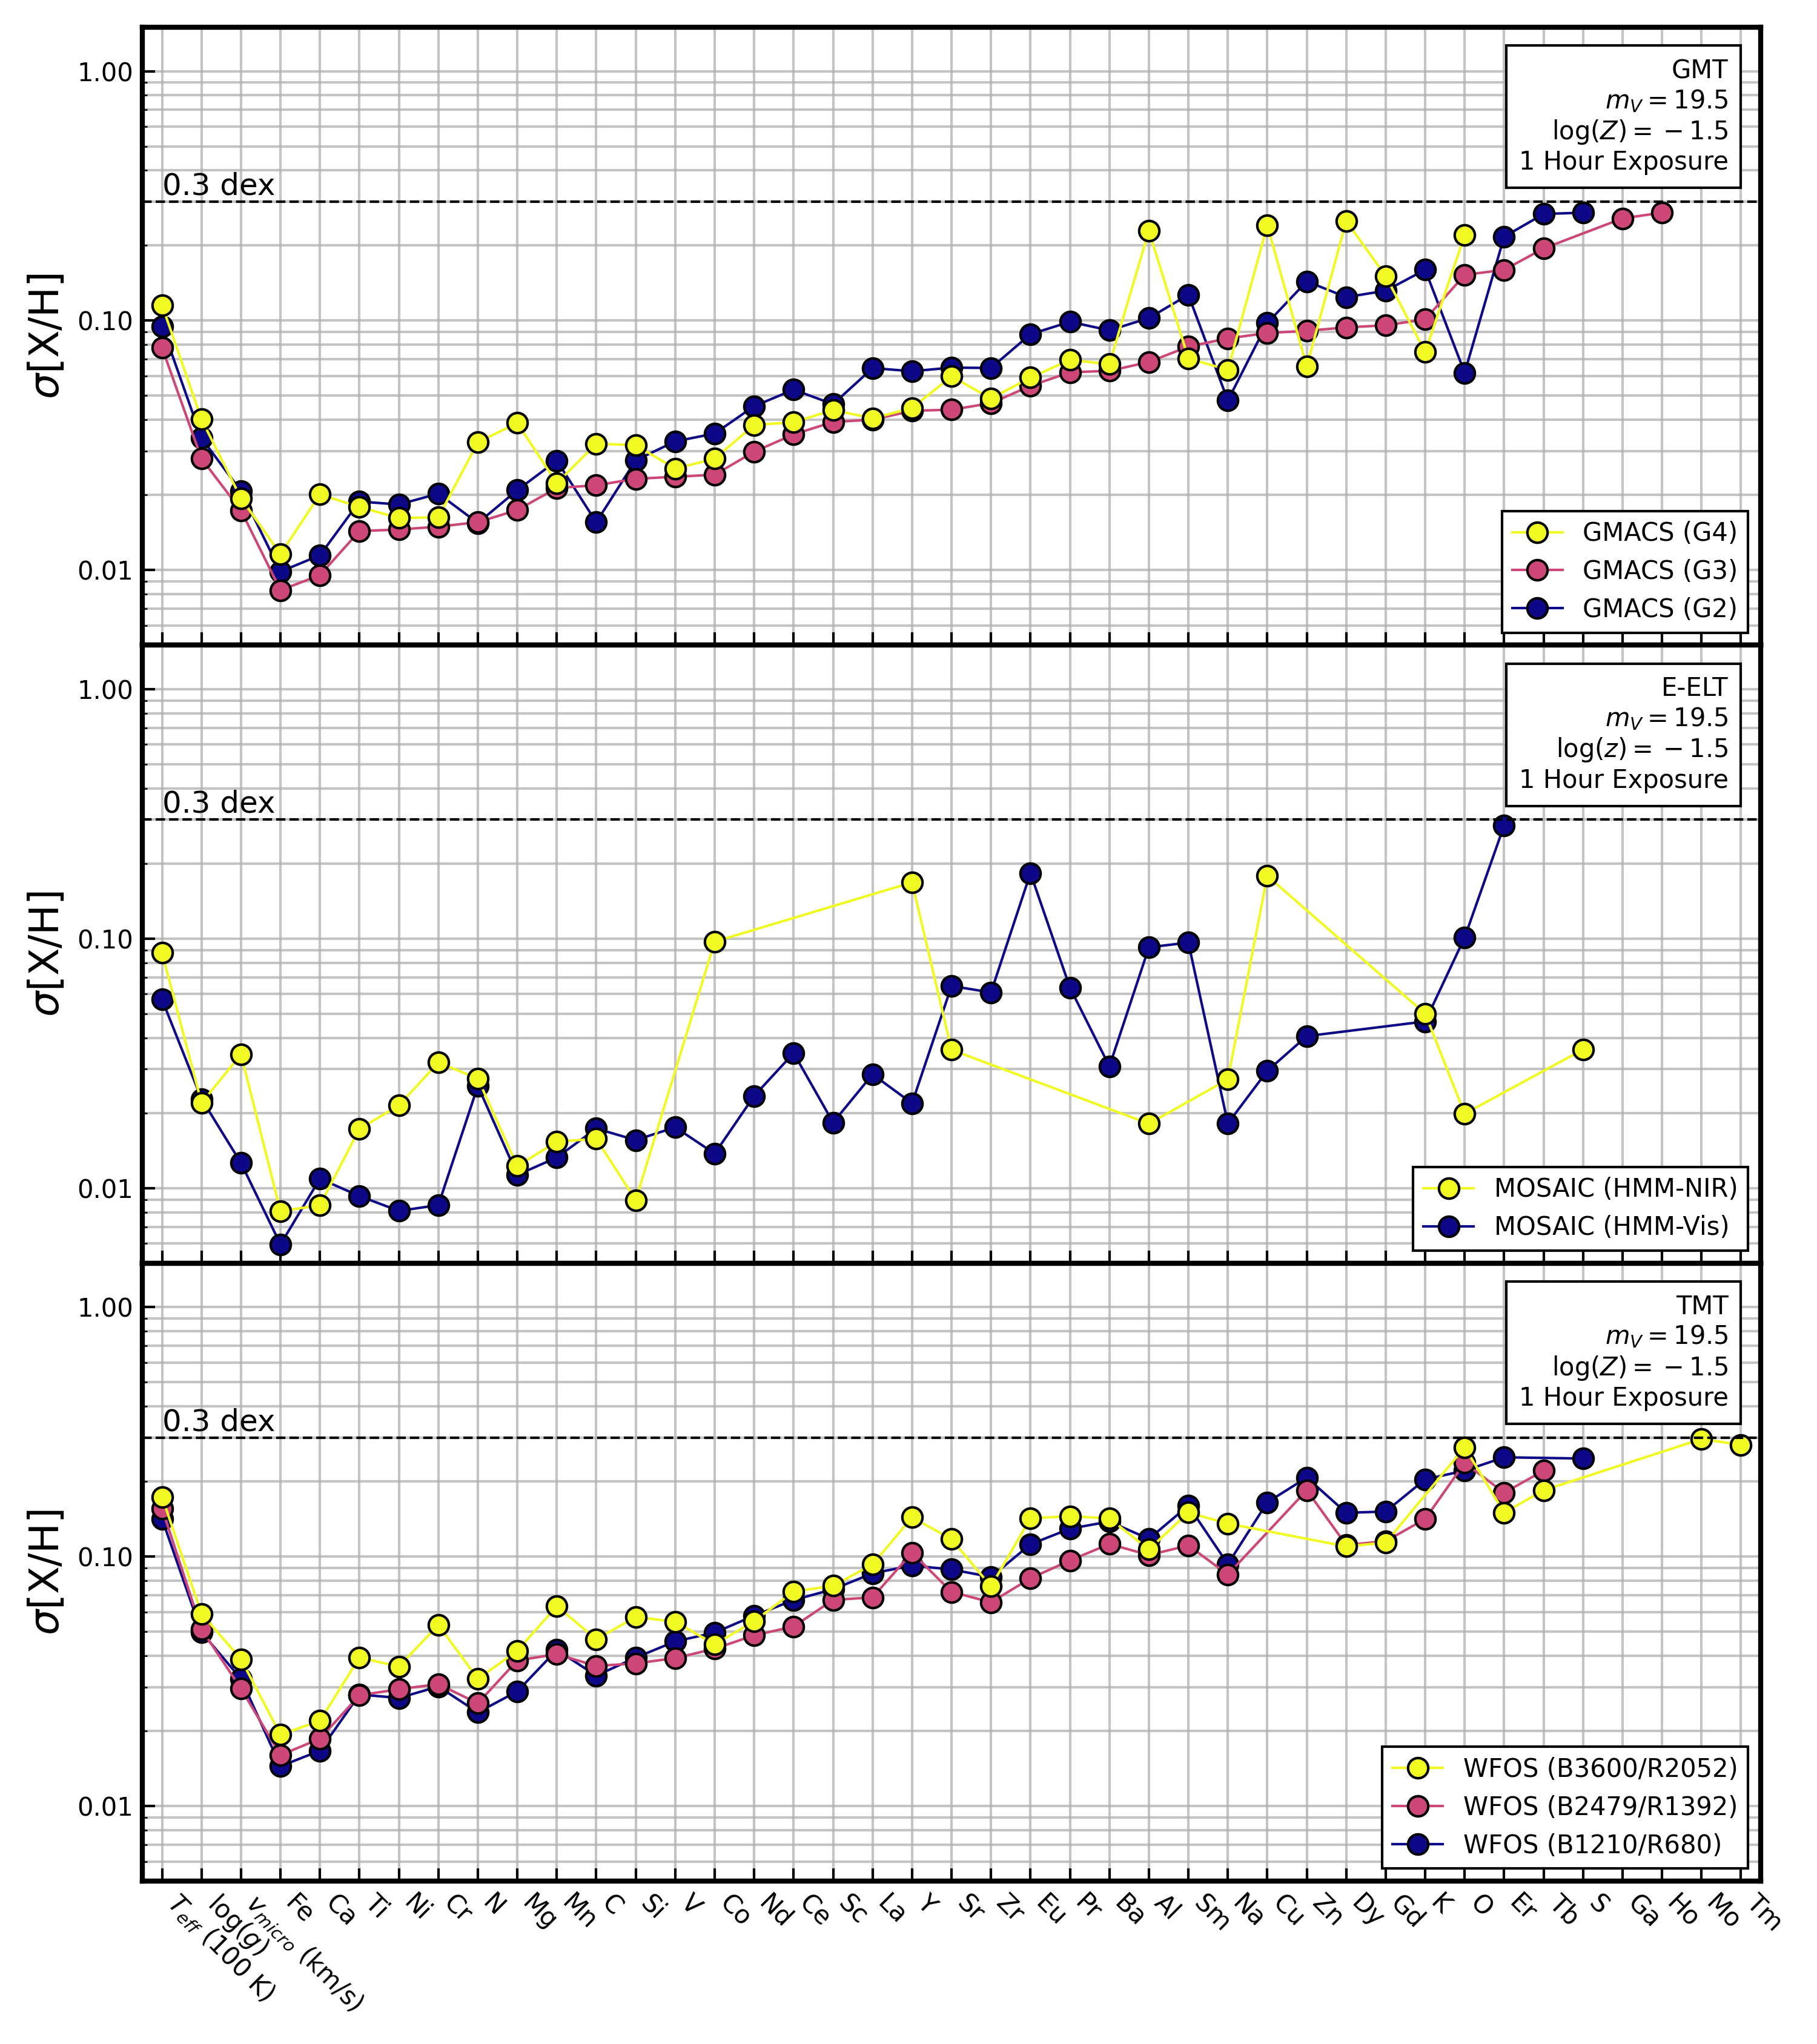 1.00
0.10
0.01
σ[X/H]
0.3 dex
GMT
m_V = 19.5
log(Z) = −1.5
1 Hour Exposure
GMACS (G4)
GMACS (G3)
GMACS (G2)
1.00
0.10
0.01
σ[X/H]
0.3 dex
E-ELT
m_V = 19.5
log(z) = −1.5
1 Hour Exposure
MOSAIC (HMM-NIR)
MOSAIC (HMM-Vis)
1.00
0.10
0.01
σ[X/H]
0.3 dex
TMT
m_V = 19.5
log(Z) = −1.5
1 Hour Exposure
WFOS (B3600/R2052)
WFOS (B2479/R1392)
WFOS (B1210/R680)
T_eff (100 K)
log(g)
v_micro (km/s)
Fe
Ca
Ti
Ni
Cr
N
Mg
Mn
C
Si
V
Co
Nd
Ce
Sc
La
Y
Sr
Zr
Eu
Pr
Ba
Al
Sm
Na
Cu
Zn
Dy
Gd
K
O
Er
Tb
S
Ga
Ho
Mo
Tm